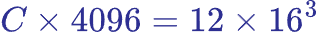 C × 4096 = 12 × 16³